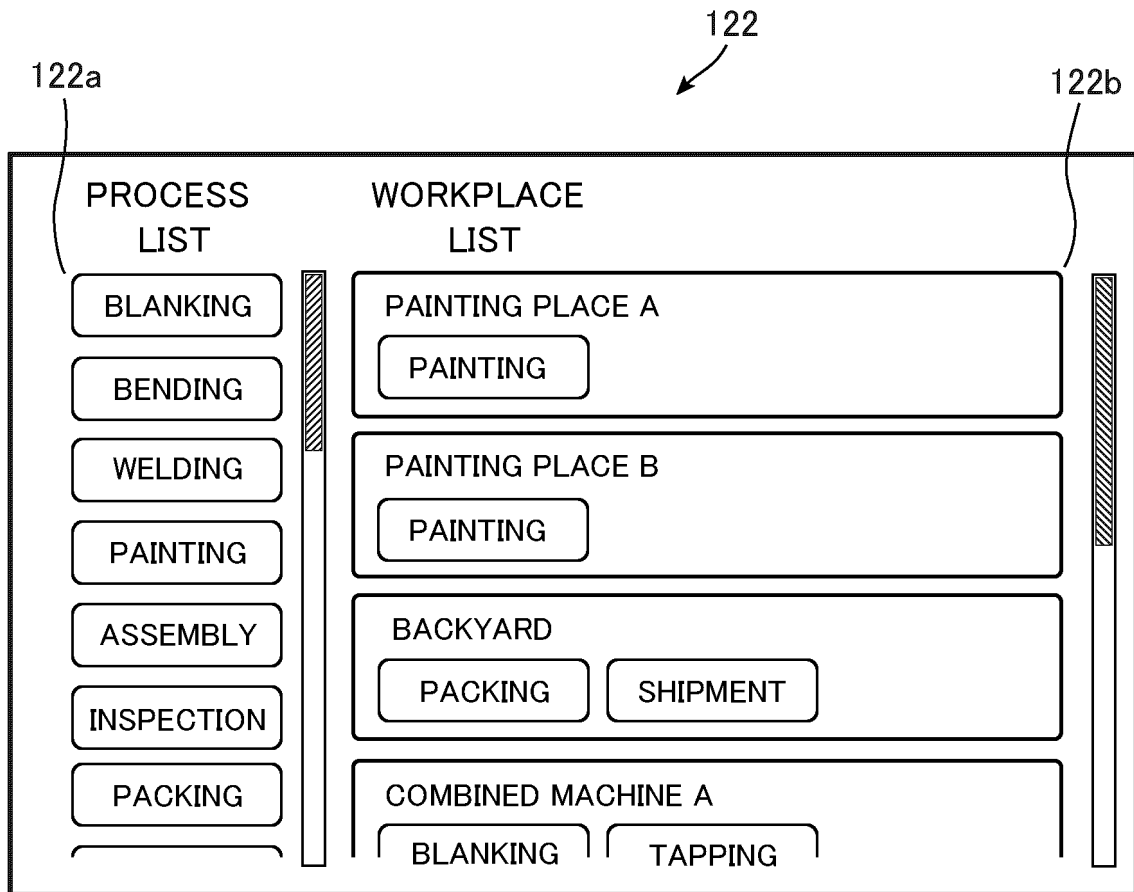 122
122a
122b
PROCESS
LIST
BLANKING
BENDING
WELDING
PAINTING
ASSEMBLY
INSPECTION
PACKING
WORKPLACE
LIST
PAINTING PLACE A
PAINTING
PAINTING PLACE B
PAINTING
BACKYARD
PACKING SHIPMENT
COMBINED MACHINE A
BLANKING TAPPING